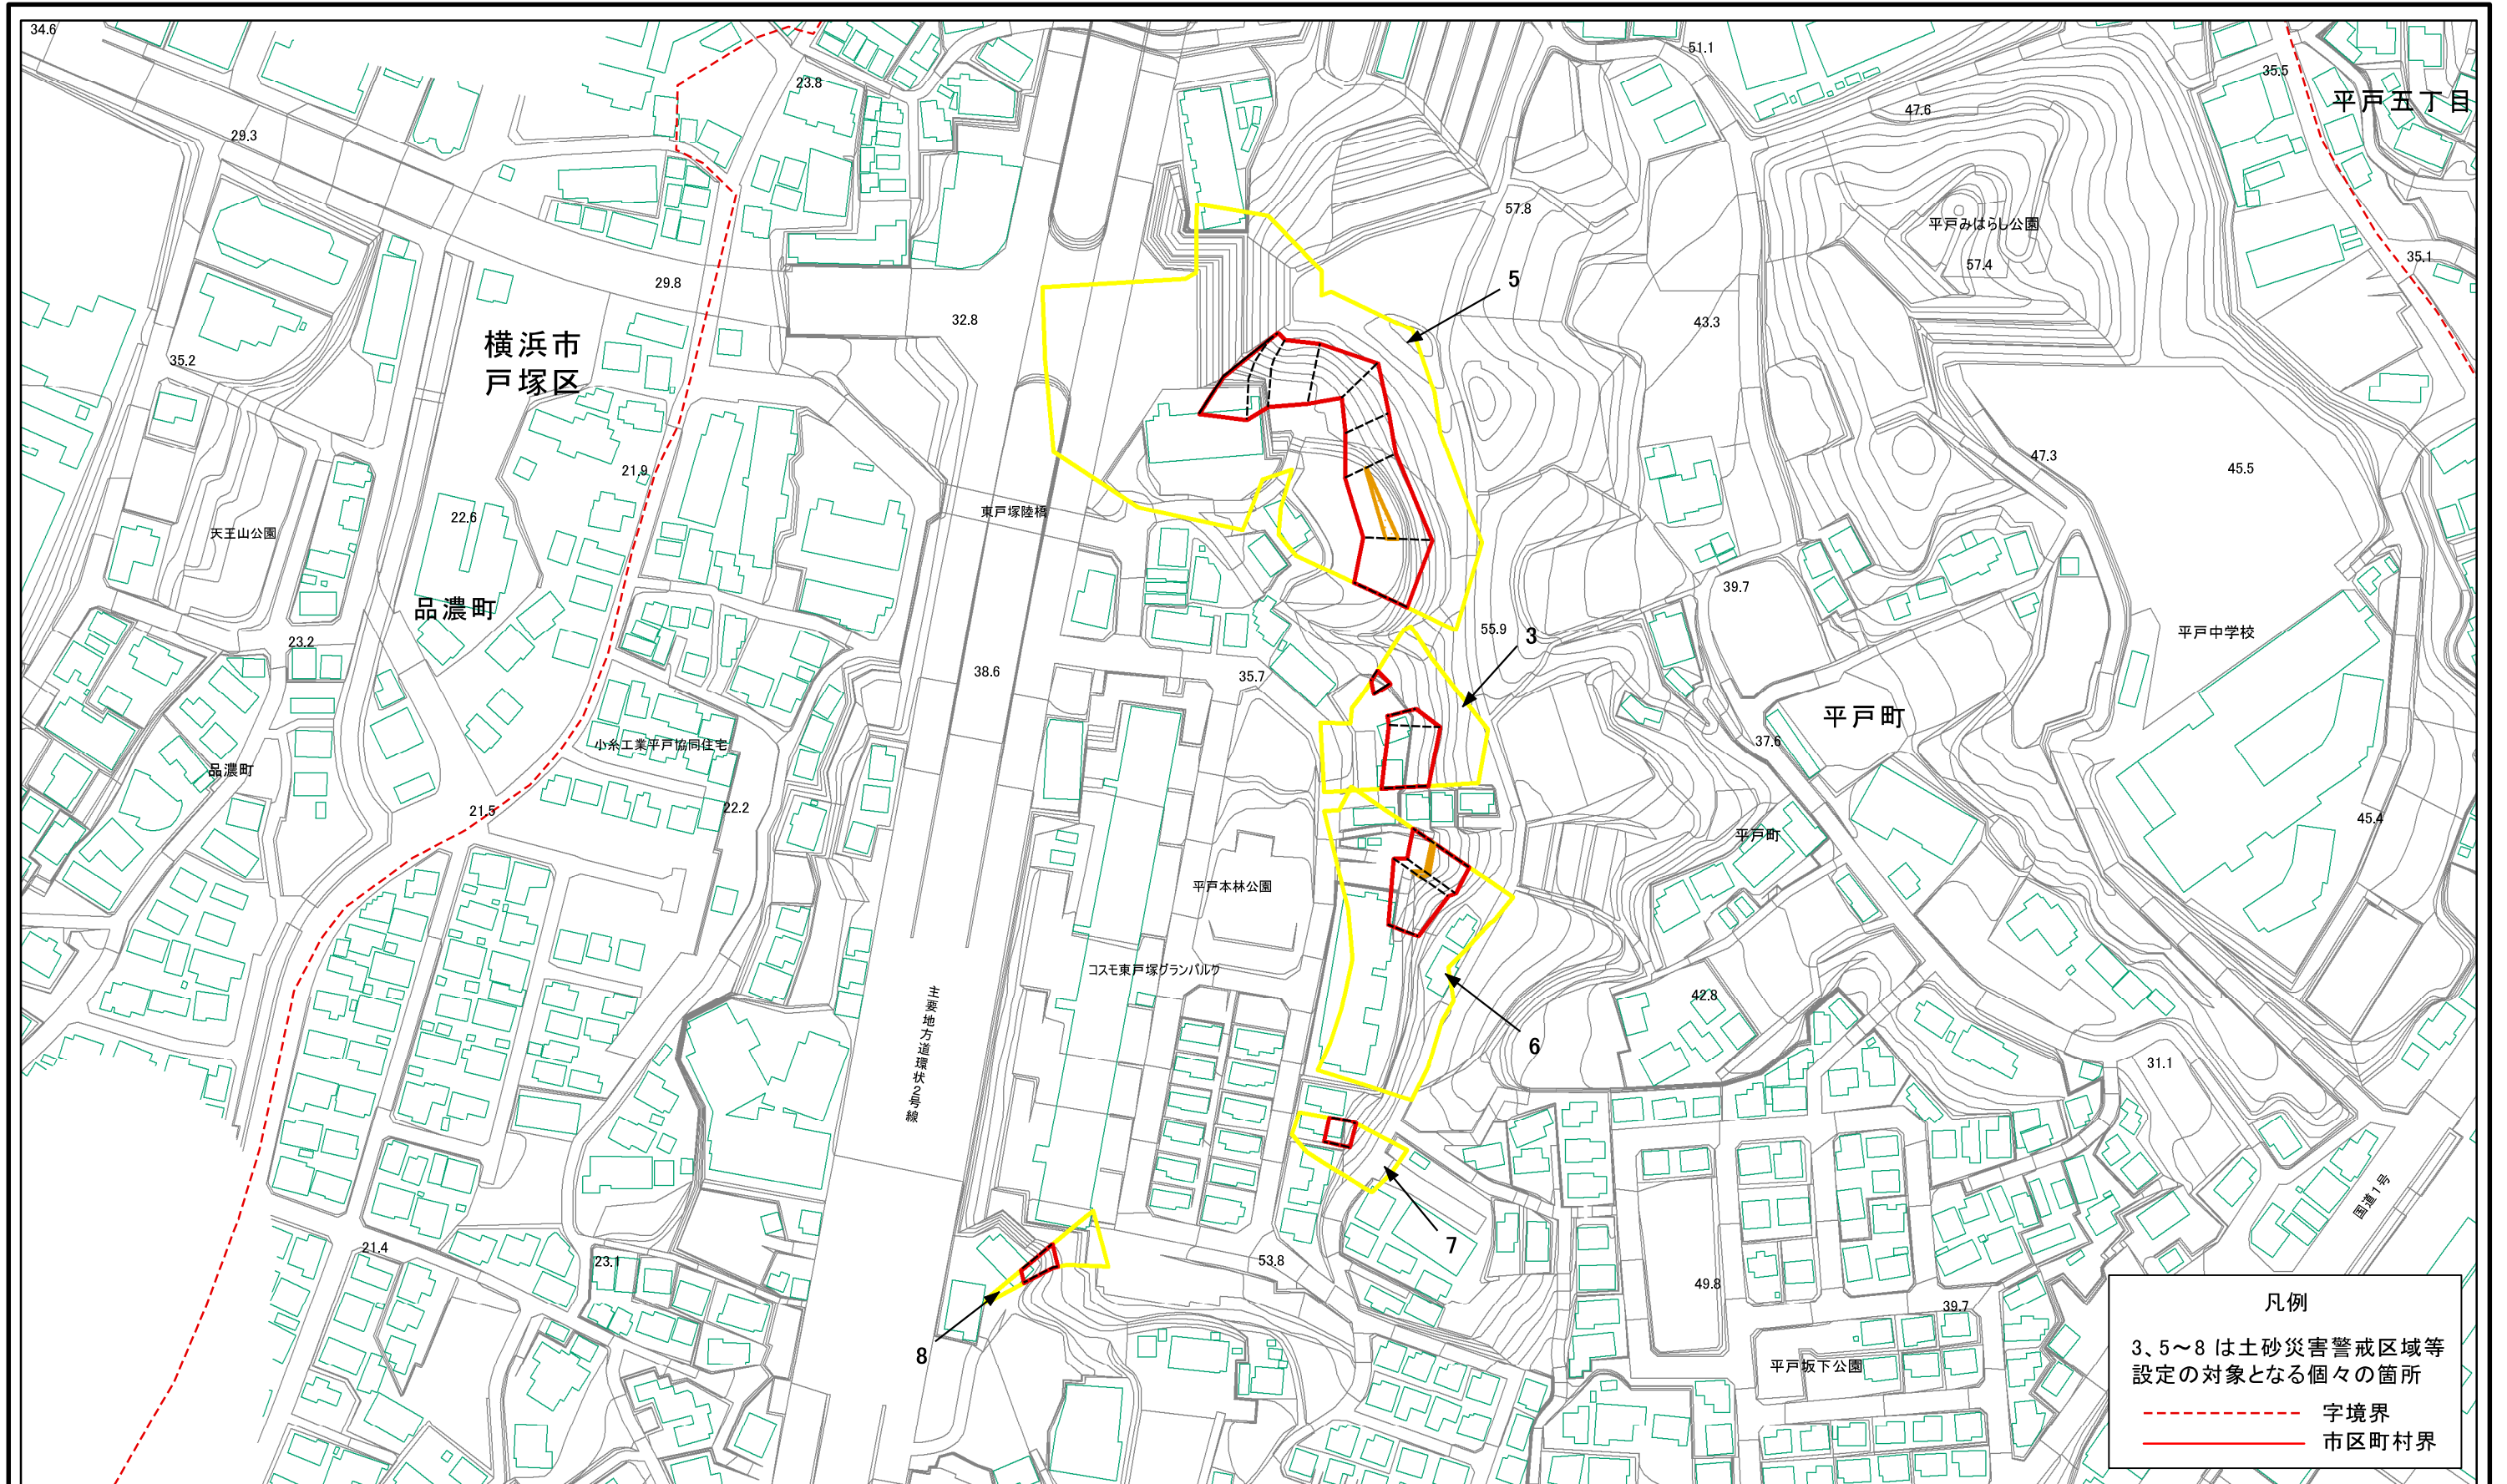 34.6
51.1
23.8
35.5
平戸五丁目
47.6
29.3
57.8
平戸みはらし公園
35.1
57.4
29.8
5
32.8
43.3
横浜市
戸塚区
35.2
21.9
47.3
45.5
22.6
東戸塚陸橋
天王山公園
39.7
品濃町
55.9
3
平戸中学校
23.2
38.6
35.7
平戸町
37.6
小糸工業平戸協同住宅
品濃町
21.5
22.2
45.4
平戸町
平戸本林公園
コスモ東戸塚グランパルク
42.8
主要地方道環状2号線
6
31.1
国道1号
7
21.4
23.1
53.8
49.8
39.7
8
平戸坂下公園
凡例
3、5～8 は土砂災害警戒区域等
設定の対象となる個々の箇所
字境界
市区町村界